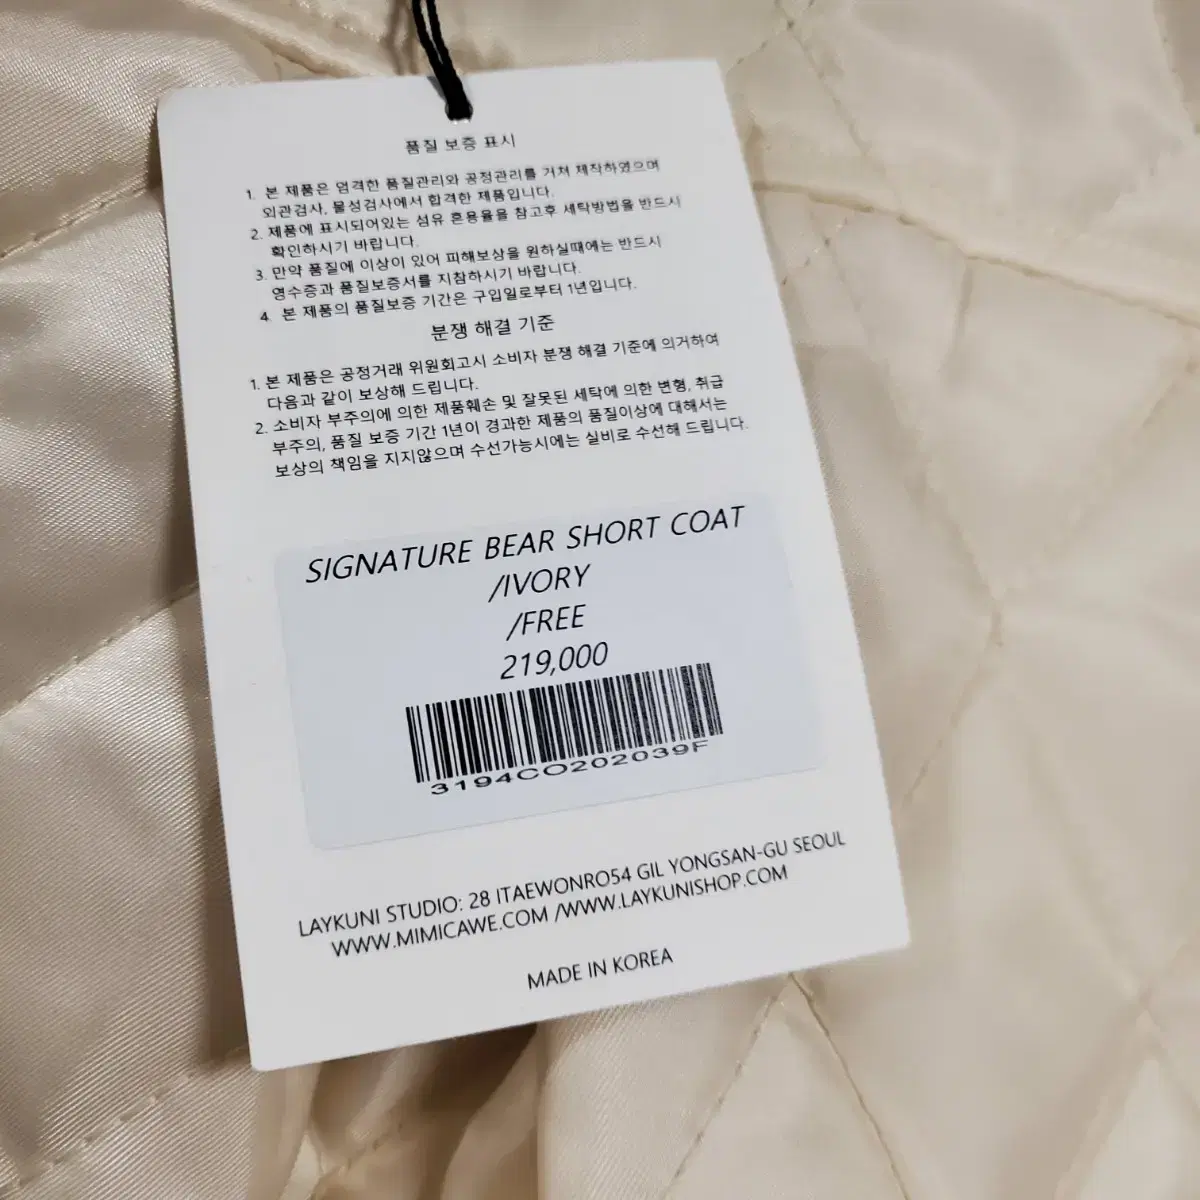 품질 보증 표시
1. 본 제품은 엄격한 품질관리와 공정관리를 거쳐 제작하였으며
외관검사, 물성검사에서 합격한 제품입니다.
2. 제품에 표시되어있는 섬유 혼용율을 참고후 세탁방법을 반드시
확인하시기 바랍니다.
3. 만약 품질에 이상이 있어 피해보상을 원하실때에는 반드시
영수증과 품질보증서를 지참하시기 바랍니다.
4. 본 제품의 품질보증 기간은 구입일로부터 1년입니다.
분쟁 해결 기준
1. 본 제품은 공정거래 위원회고시 소비자 분쟁 해결 기준에 의거하여
다음과 같이 보상해 드립니다.
2. 소비자 부주의에 의한 제품훼손 및 잘못된 세탁에 의한 변형, 취급
부주의, 품질 보증 기간 1년이 경과한 제품의 품질이상에 대해서는
보상의 책임을 지지않으며 수선가능시에는 실비로 수선해 드립니다.
SIGNATURE BEAR SHORT COAT
/IVORY
/FREE
219,000
3194CO202039F
LAYKUNI STUDIO: 28 ITAEWONRO54 GIL YONGSAN-GU SEOUL
WWW.MIMICAWE.COM /WWW.LAYKUNISHOP.COM
MADE IN KOREA